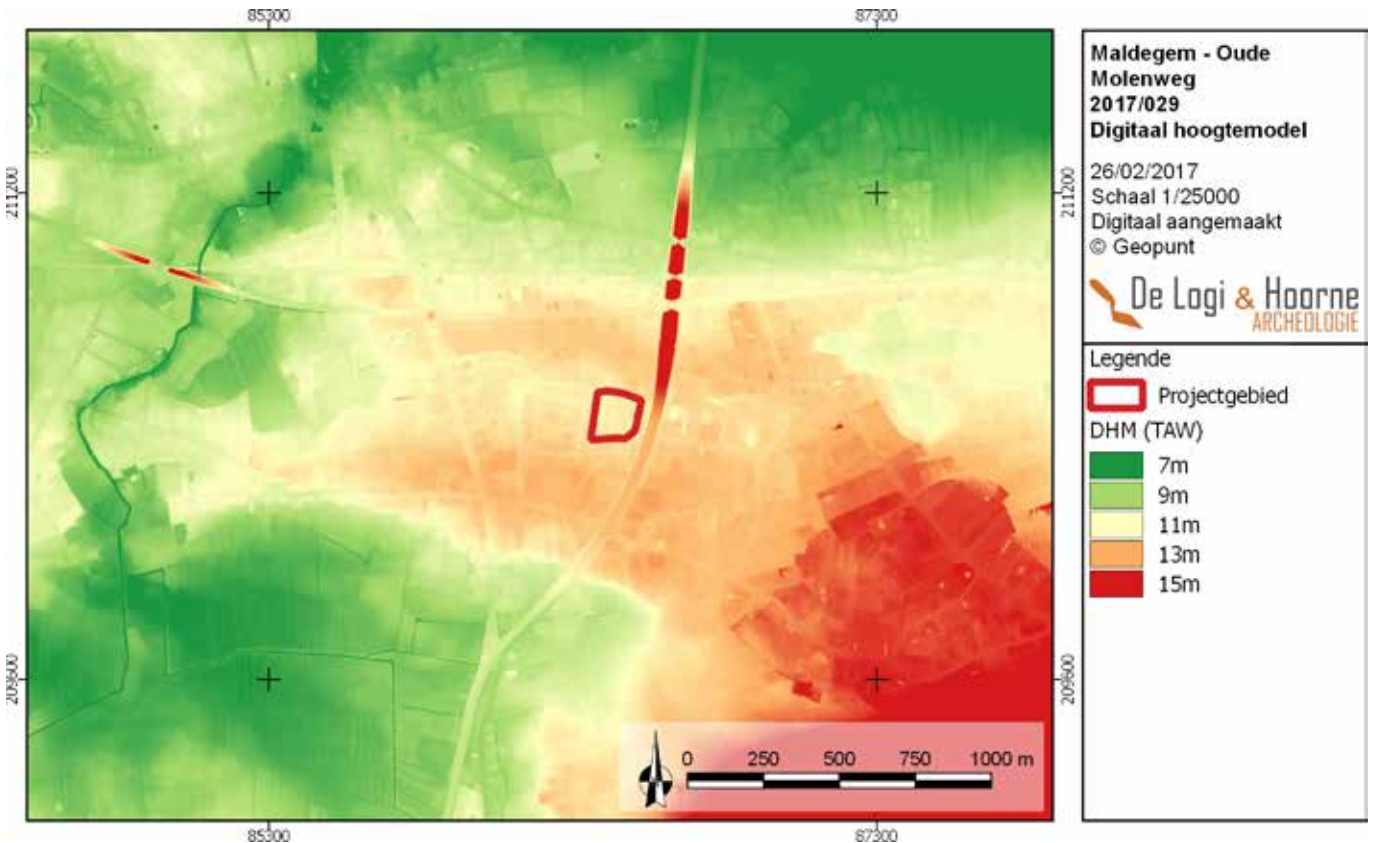 85300 87300
Maldegem - Oude
Molenweg
2017/029
Digitaal hoogtemodel
26/02/2017
Schaal 1/25000
Digitaal aangemaakt
© Geopunt
De Logi & Hoorne
ARCHEOLOGIE
211200 211200
Legende
Projectgebied
DHM (TAW)
7m
9m
11m
13m
15m
209600 209600
0 250 500 750 1000 m
85300 87300